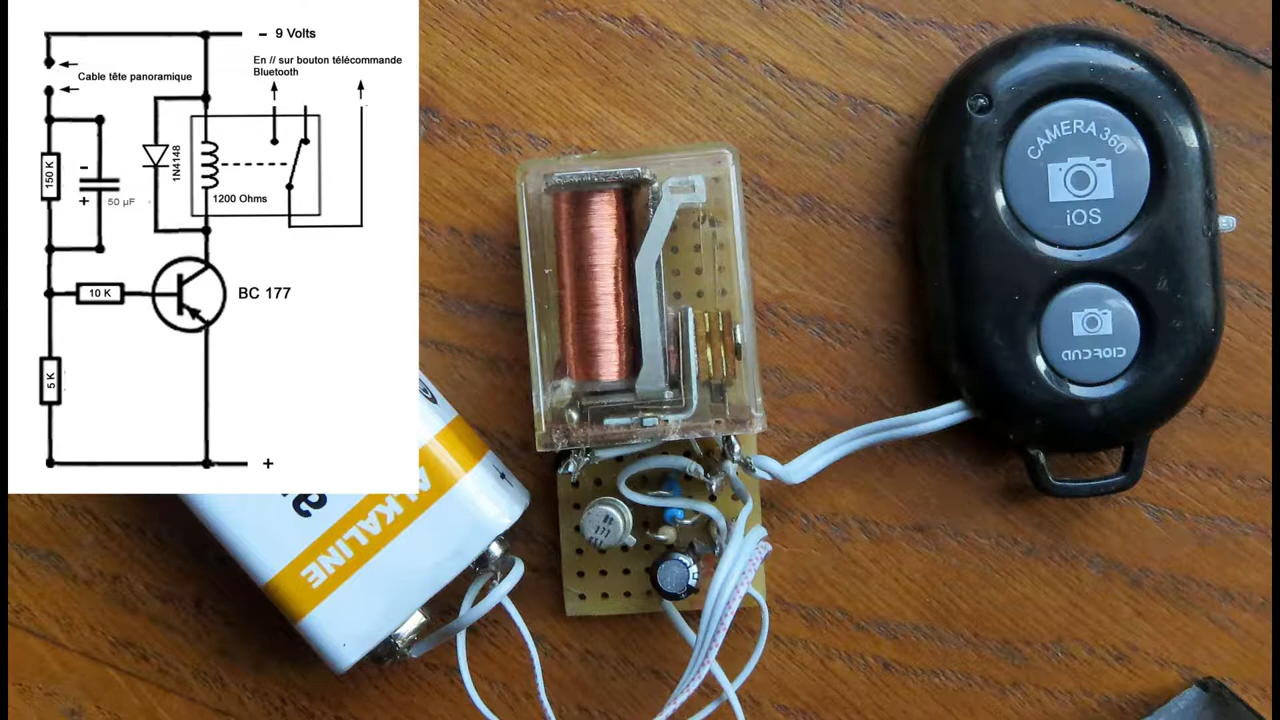 − 9 Volts
En // sur bouton télécommande
Bluetooth
Cable tête panoramique
1N4148
150 K
-
+
50 µF
1200 Ohms
10 K
BC 177
5 K
+
CAMERA 360
iOS
ANDROID
ALKALINE